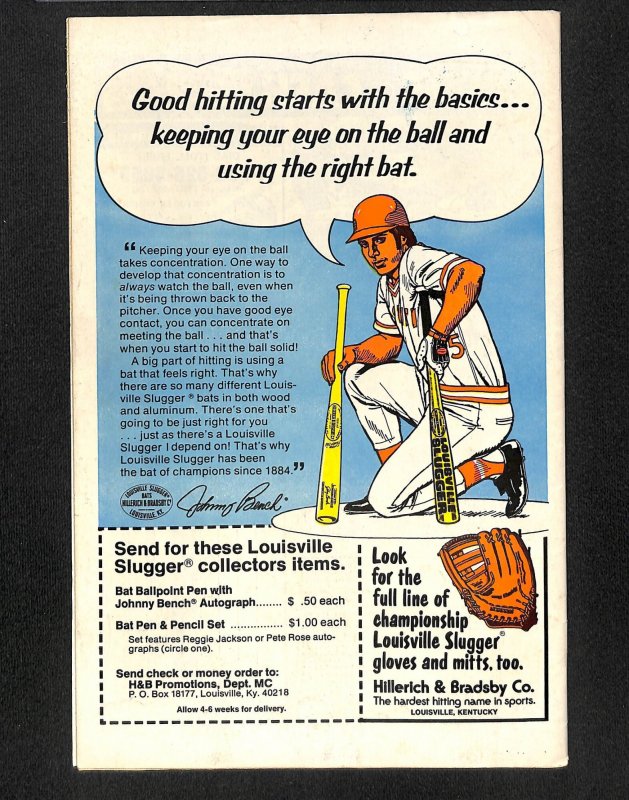 Good hitting starts with the basics...
keeping your eye on the ball and
using the right bat.
“ Keeping your eye on the ball
takes concentration. One way to
develop that concentration is to
always watch the ball, even when
it's being thrown back to the
pitcher. Once you have good eye
contact, you can concentrate on
meeting the ball . . . and that's
when you start to hit the ball solid!
A big part of hitting is using a
bat that feels right. That's why
there are so many different Louis-
ville Slugger® bats in both wood
and aluminum. There's one that's
going to be just right for you
. . . just as there's a Louisville
Slugger I depend on! That's why
Louisville Slugger has been
the bat of champions since 1884.”
LOUISVILLE SLUGGER®
BATS
HILLERICH & BRADSBY Co
LOUISVILLE, KY.
Johnny Bench®
5
LOUISVILLE
SLUGGER
Send for these Louisville
Slugger® collectors items.
Bat Ballpoint Pen with
Johnny Bench® Autograph........ $ .50 each
Bat Pen & Pencil Set ................ $1.00 each
Set features Reggie Jackson or Pete Rose auto-
graphs (circle one).
Send check or money order to:
H&B Promotions, Dept. MC
P. O. Box 18177, Louisville, Ky. 40218
Allow 4-6 weeks for delivery.
Look
for the
full line of
championship
Louisville Slugger®
gloves and mitts, too.
Hillerich & Bradsby Co.
The hardest hitting name in sports.
LOUISVILLE, KENTUCKY